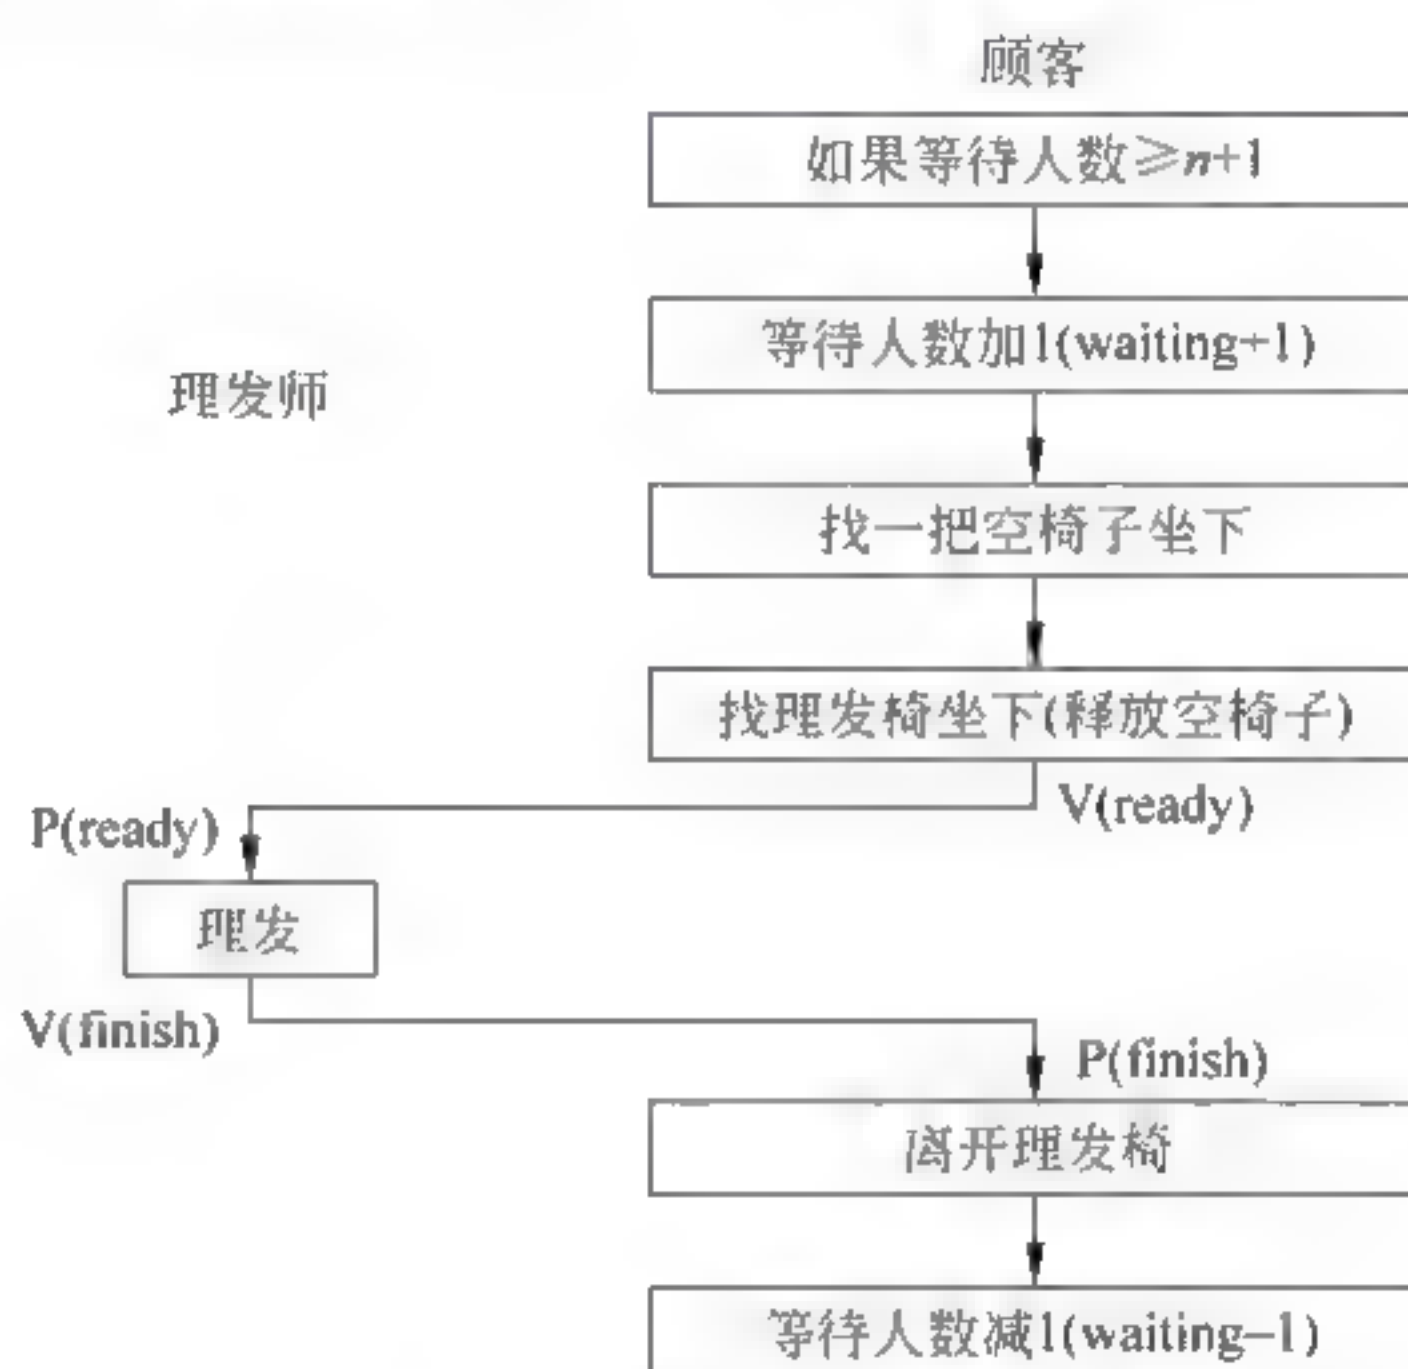 顾客
如果等待人数≥n+1
等待人数加1(waiting+1)
理发师
找一把空椅子坐下
找理发椅坐下(释放空椅子)
V(ready)
P(ready)
理发
V(finish)
P(finish)
离开理发椅
等待人数减1(waiting–1)